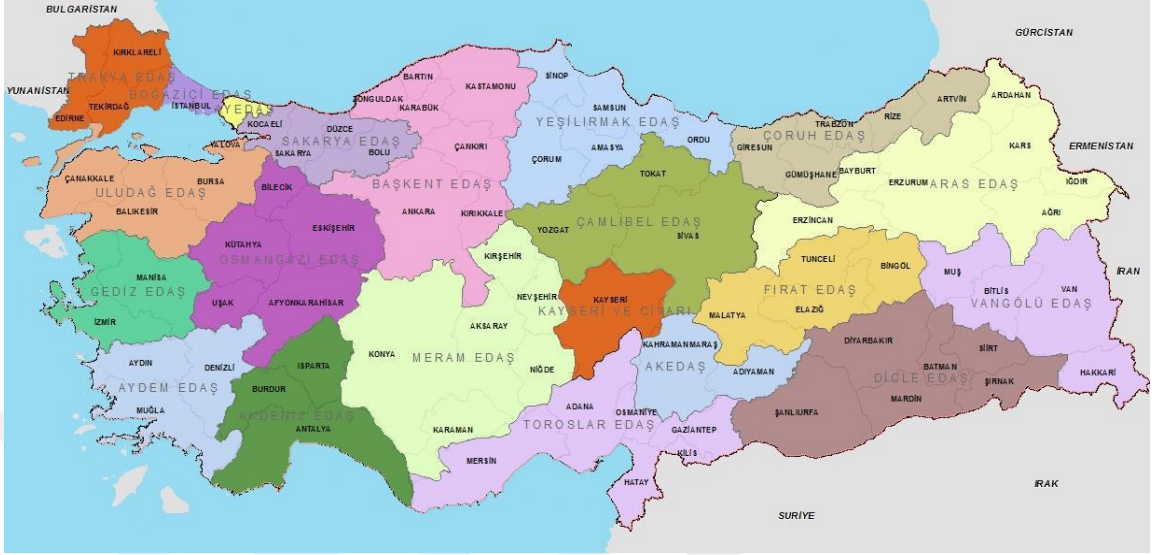 BULGARİSTAN
GÜRCİSTAN
YUNANİSTAN
ERMENİSTAN
İRAN
IRAK
SURİYE
KIRKLARELİ
TRAKYA EDAŞ
TEKİRDAĞ
EDİRNE
BOĞAZİÇİ EDAŞ
İSTANBUL
AYEDAŞ
KOCAELİ
YALOVA
SAKARYA EDAŞ
DÜZCE
SAKARYA
BOLU
BARTIN
ZONGULDAK
KARABÜK
KASTAMONU
ÇANKIRI
BAŞKENT EDAŞ
ANKARA
KIRIKKALE
SİNOP
SAMSUN
YEŞİLIRMAK EDAŞ
ORDU
AMASYA
ÇORUM
ARTVİN
RİZE
TRABZON
ÇORUH EDAŞ
GİRESUN
GÜMÜŞHANE
ARDAHAN
KARS
BAYBURT
ERZURUM
ARAS EDAŞ
IĞDIR
AĞRI
ERZİNCAN
ÇANAKKALE
BURSA
ULUDAĞ EDAŞ
BALIKESİR
BİLECİK
ESKİŞEHİR
KÜTAHYA
OSMANGAZİ EDAŞ
UŞAK
AFYONKARAHİSAR
TOKAT
ÇAMLIBEL EDAŞ
YOZGAT
SİVAS
MANİSA
GEDİZ EDAŞ
İZMİR
KIRŞEHİR
NEVŞEHİR
AKSARAY
KONYA
MERAM EDAŞ
NİĞDE
KARAMAN
KAYSERİ
KAYSERİ VE CİVARI
TUNCELİ
BİNGÖL
FIRAT EDAŞ
ELAZIĞ
MALATYA
MUŞ
BİTLİS
VAN
VANGÖLÜ EDAŞ
HAKKARİ
AYDIN
DENİZLİ
AYDEM EDAŞ
MUĞLA
ISPARTA
BURDUR
AKDENİZ EDAŞ
ANTALYA
KAHRAMANMARAŞ
AKEDAŞ
ADIYAMAN
DİYARBAKIR
SİİRT
BATMAN
DİCLE EDAŞ
ŞIRNAK
MARDİN
ŞANLIURFA
ADANA
OSMANİYE
TOROSLAR EDAŞ
GAZİANTEP
KİLİS
MERSİN
HATAY